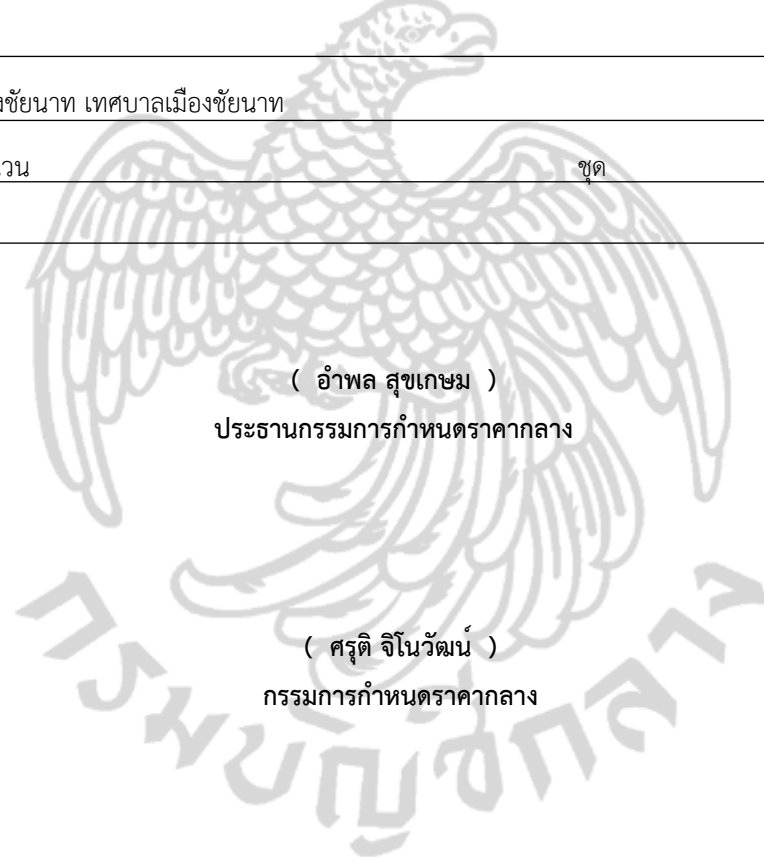 งชัยนาท เทศบาลเมืองชัยนาท
วน ชุด
( อำพล สุขเกษม )
ประธานกรรมการกำหนดราคากลาง
( ศรุติ จิโนวัฒน์ )
กรรมการกำหนดราคากลาง
กรมบัญชีกลาง